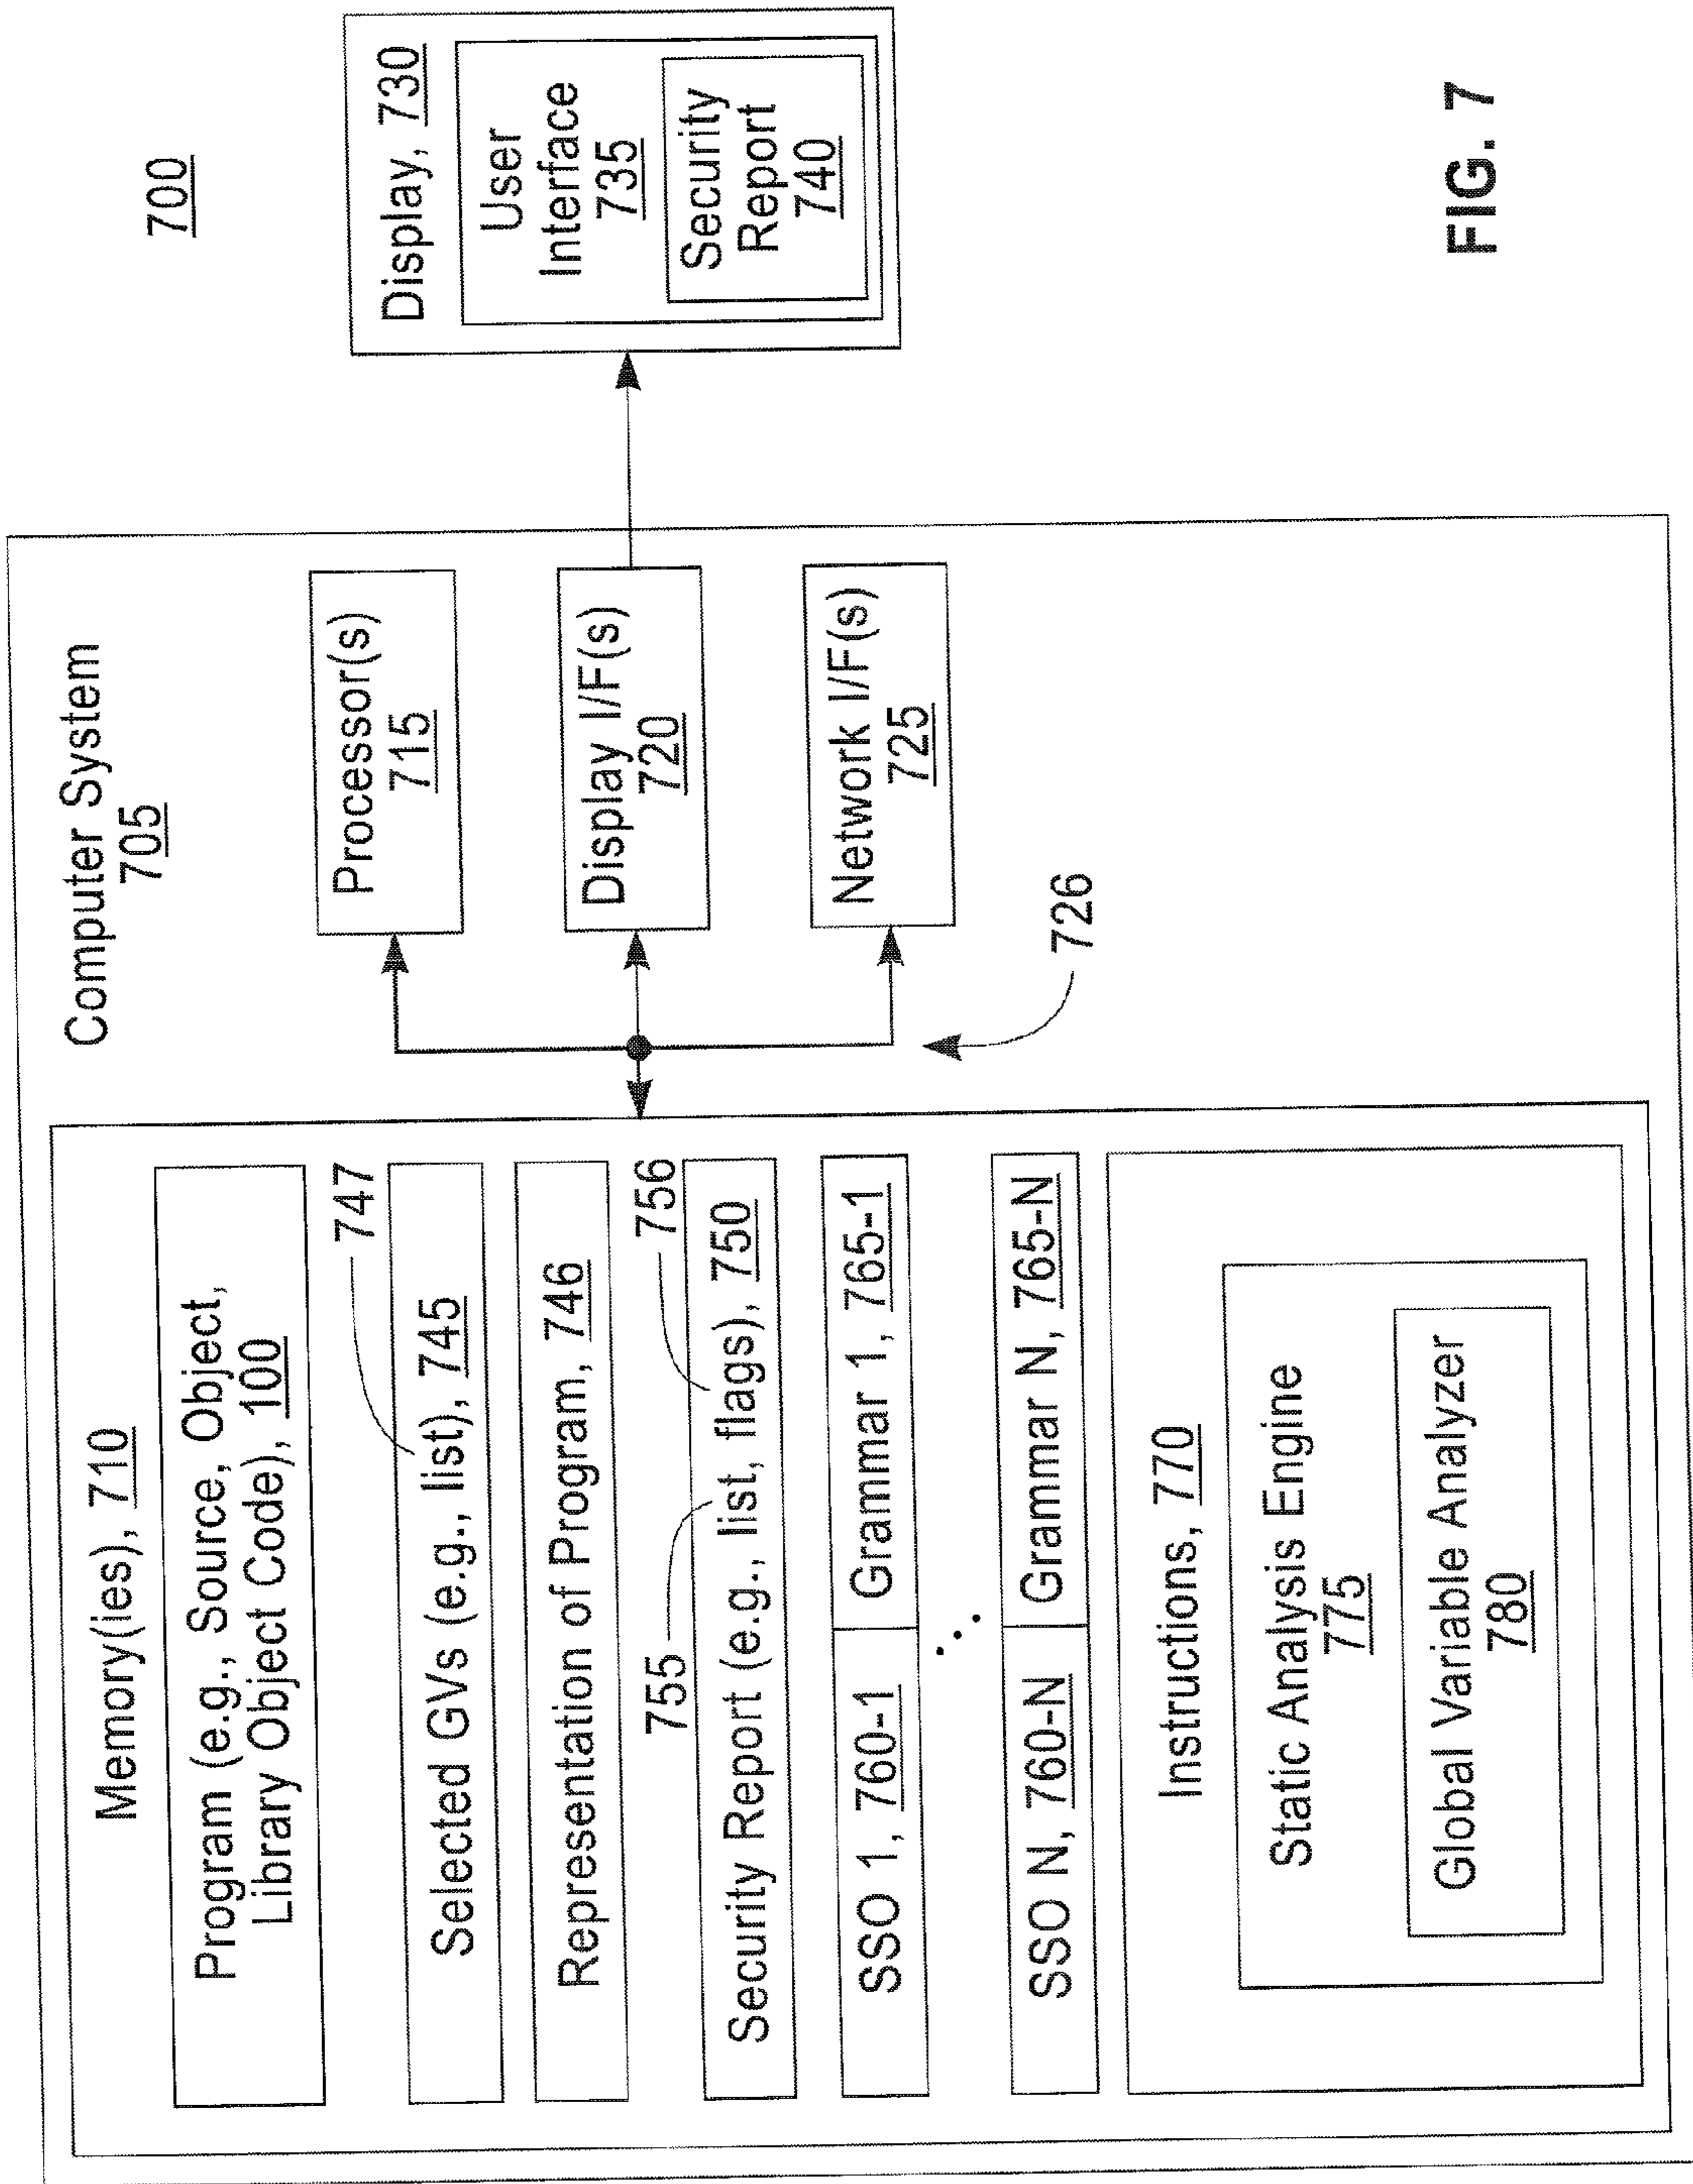 700
Computer System
705
Memory(ies), 710
Program (e.g., Source, Object,
Library Object Code), 100
747
Selected GVs (e.g., list), 745
Representation of Program, 746
755
756
Security Report (e.g., list, flags), 750
SSO 1, 760-1
Grammar 1, 765-1
SSO N, 760-N
Grammar N, 765-N
Instructions, 770
Static Analysis Engine
775
Global Variable Analyzer
780
Processor(s)
715
Display I/F(s)
720
Network I/F(s)
725
726
Display, 730
User
Interface
735
Security
Report
740
FIG. 7